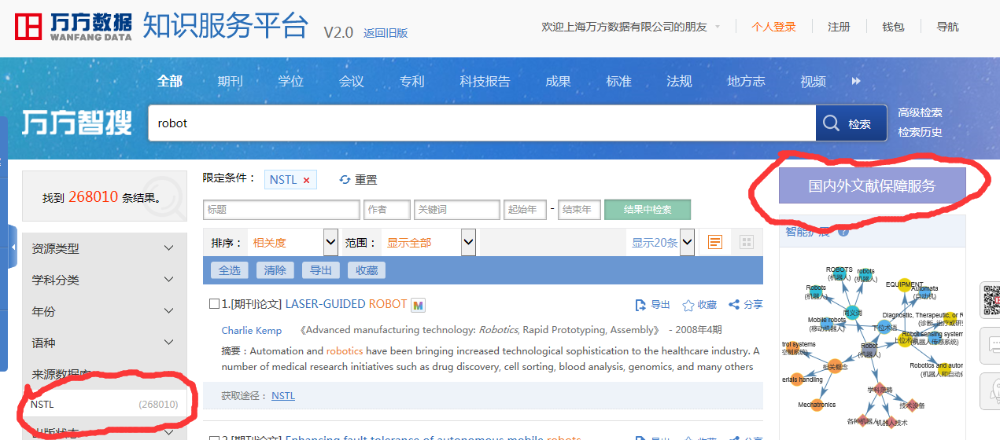 万方数据
WANFANG DATA
知识服务平台
V2.0 返回旧版
欢迎上海万方数据有限公司的朋友 个人登录 注册 钱包 导航
全部 期刊 学位 会议 专利 科技报告 成果 标准 法规 地方志 视频
万方智搜
robot
检索
高级检索
检索历史
找到 268010 条结果。
资源类型
学科分类
年份
语种
来源数据库
NSTL (268010)
出版状态
限定条件： NSTL × 重置
标题 作者 关键词 起始年 - 结束年 结果中检索
排序： 相关度 范围： 显示全部 显示20条
全选 清除 导出 收藏
1.[期刊论文] LASER-GUIDED ROBOT M 导出 收藏 分享
Charlie Kemp 《Advanced manufacturing technology: Robotics, Rapid Prototyping, Assembly》 - 2008年4期
摘要：Automation and robotics have been bringing increased technological sophistication to the healthcare industry. A
number of medical research initiatives such as drug discovery, cell sorting, blood analysis, genomics, and many others
获取途径： NSTL
2.[期刊论文] Enhancing fault tolerance of autonomous mobile robots 导出 收藏 分享
国内外文献保障服务
智能扩展 ?
ROBOTS
(机器人)
robots
(机器人)
Robots
(机器人)
EQUIPMENT
Automata
(自动机)
同义词
Mobile robots
(移动机器人)
下位术语
Diagnostic, Therapeutic, or R
(诊断, 治疗或研
Robot sensing system
(机器人传感系统)
上位术语
trol systems
控制系统)
Robot
(机器人)
相关概念
Robotics and autor
(机器人和自动化
erials handling
学科范畴
Mechatronics
技术设备
各种机器人
机器人技术